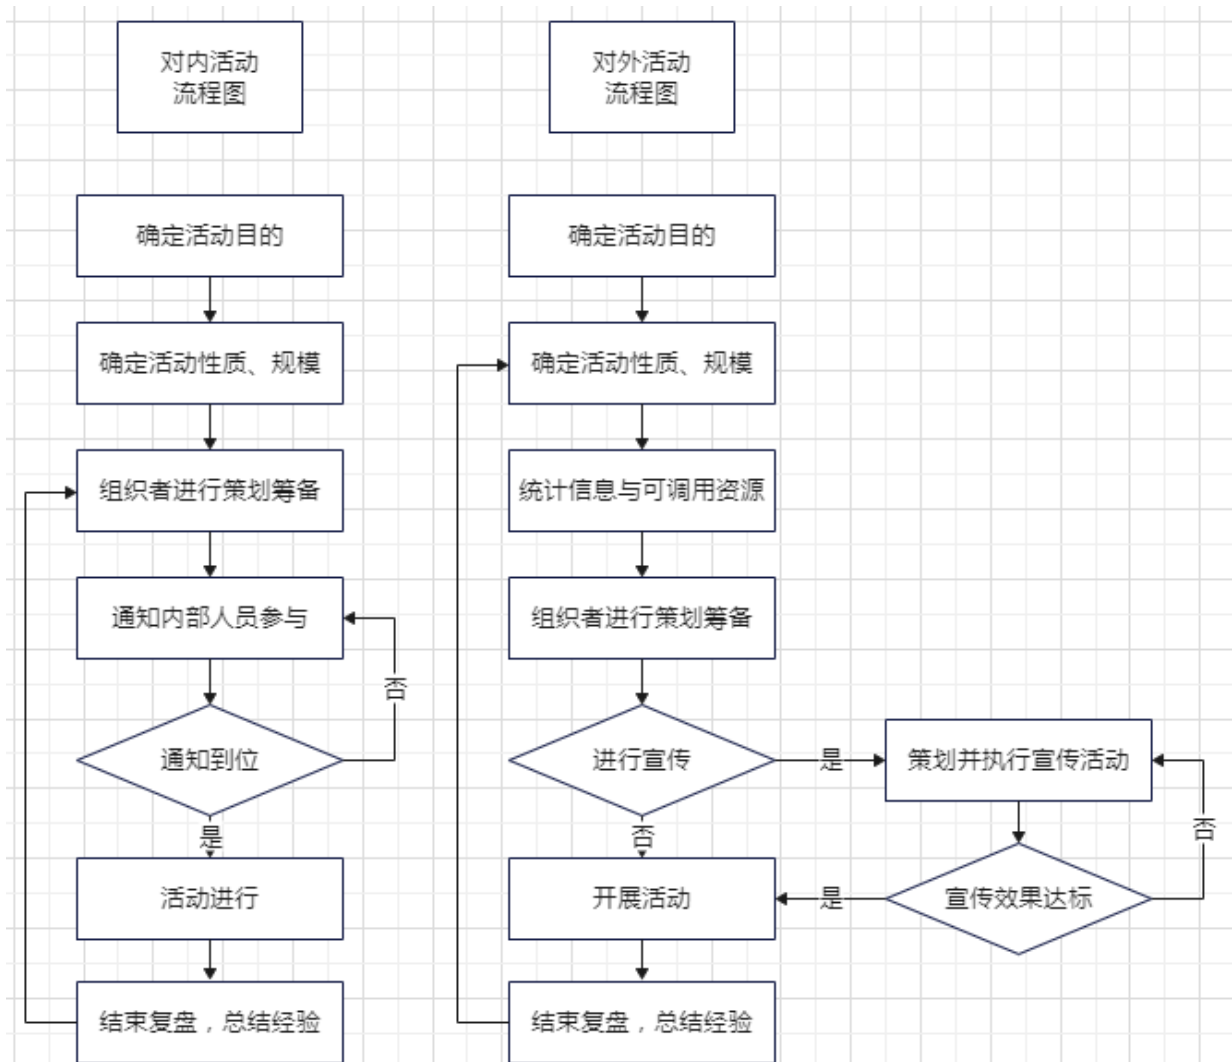 对内活动
流程图
确定活动目的
确定活动性质、规模
组织者进行策划筹备
通知内部人员参与
否
通知到位
是
活动进行
结束复盘，总结经验
对外活动
流程图
确定活动目的
确定活动性质、规模
统计信息与可调用资源
组织者进行策划筹备
进行宣传
是
策划并执行宣传活动
否
宣传效果达标
是
否
开展活动
结束复盘，总结经验